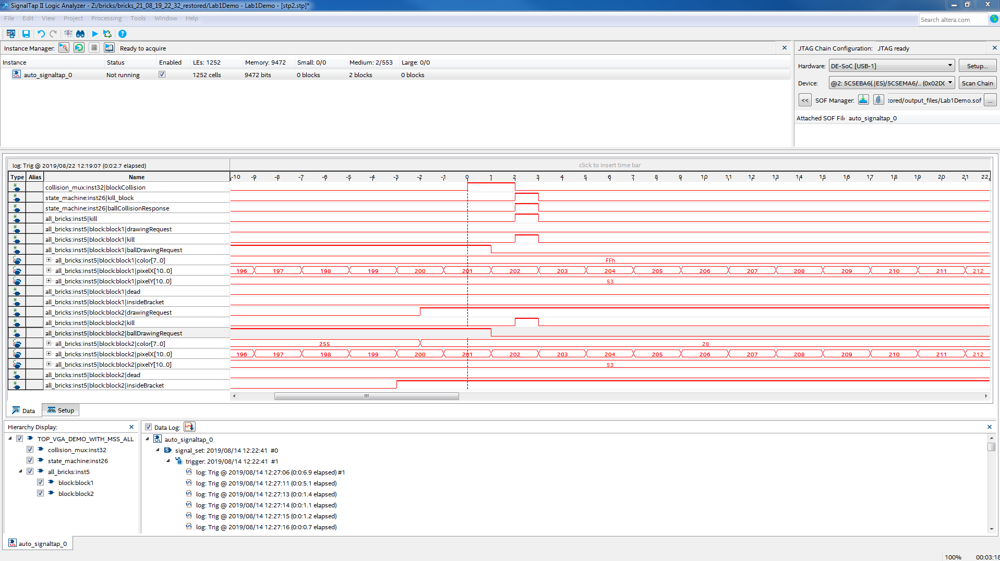 SignalTap II Logic Analyzer - Z:/bricks/bricks_21_08_19_22_32_restored/Lab1Demo - Lab1Demo - [stp2.stp]*
File Edit View Project Processing Tools Window Help
Search altera.com
Instance Manager: Ready to acquire
JTAG Chain Configuration: JTAG ready
Instance Status Enabled LEs: 1252 Memory: 9472 Small: 0/0 Medium: 2/553 Large: 0/0
auto_signaltap_0 Not running 1252 cells 9472 bits 0 blocks 2 blocks 0 blocks
Hardware: DE-SoC [USB-1] Setup...
Device: @2: 5CSEBA6(.|ES)/5CSEMA6/.. (0x02D0 Scan Chain
<< SOF Manager: tored/output_files/Lab1Demo.sof ...
Attached SOF File auto_signaltap_0
log: Trig @ 2019/08/22 12:19:07 (0:0:2.7 elapsed) click to insert time bar
Type Alias Name -10 -9 -8 -7 -6 -5 -4 -3 -2 -1 0 1 2 3 4 5 6 7 8 9 10 11 12 13 14 15 16 17 18 19 20 21 22
collision_mux:inst32|blockCollision
state_machine:inst26|kill_block
state_machine:inst26|ballCollisionResponse
all_bricks:inst5|kill
all_bricks:inst5|block:block1|drawingRequest
all_bricks:inst5|block:block1|kill
all_bricks:inst5|block:block1|ballDrawingRequest
all_bricks:inst5|block:block1|color[7..0] FFh
all_bricks:inst5|block:block1|pixelX[10..0] 196 197 198 199 200 201 202 203 204 205 206 207 208 209 210 211 212
all_bricks:inst5|block:block1|pixelY[10..0] 53
all_bricks:inst5|block:block1|dead
all_bricks:inst5|block:block1|insideBracket
all_bricks:inst5|block:block2|drawingRequest
all_bricks:inst5|block:block2|kill
all_bricks:inst5|block:block2|ballDrawingRequest
all_bricks:inst5|block:block2|color[7..0] 255 28
all_bricks:inst5|block:block2|pixelX[10..0] 196 197 198 199 200 201 202 203 204 205 206 207 208 209 210 211 212
all_bricks:inst5|block:block2|pixelY[10..0] 53
all_bricks:inst5|block:block2|dead
all_bricks:inst5|block:block2|insideBracket
Data Setup
Hierarchy Display:
TOP_VGA_DEMO_WITH_MSS_ALL
collision_mux:inst32
state_machine:inst26
all_bricks:inst5
block:block1
block:block2
Data Log:
auto_signaltap_0
signal_set: 2019/08/14 12:22:41 #0
trigger: 2019/08/14 12:22:41 #1
log: Trig @ 2019/08/14 12:27:06 (0:0:6.9 elapsed) #1
log: Trig @ 2019/08/14 12:27:11 (0:0:5.1 elapsed)
log: Trig @ 2019/08/14 12:27:13 (0:0:1.4 elapsed)
log: Trig @ 2019/08/14 12:27:14 (0:0:1.1 elapsed)
log: Trig @ 2019/08/14 12:27:15 (0:0:1.2 elapsed)
log: Trig @ 2019/08/14 12:27:16 (0:0:0.7 elapsed)
auto_signaltap_0
100% 00:03:18